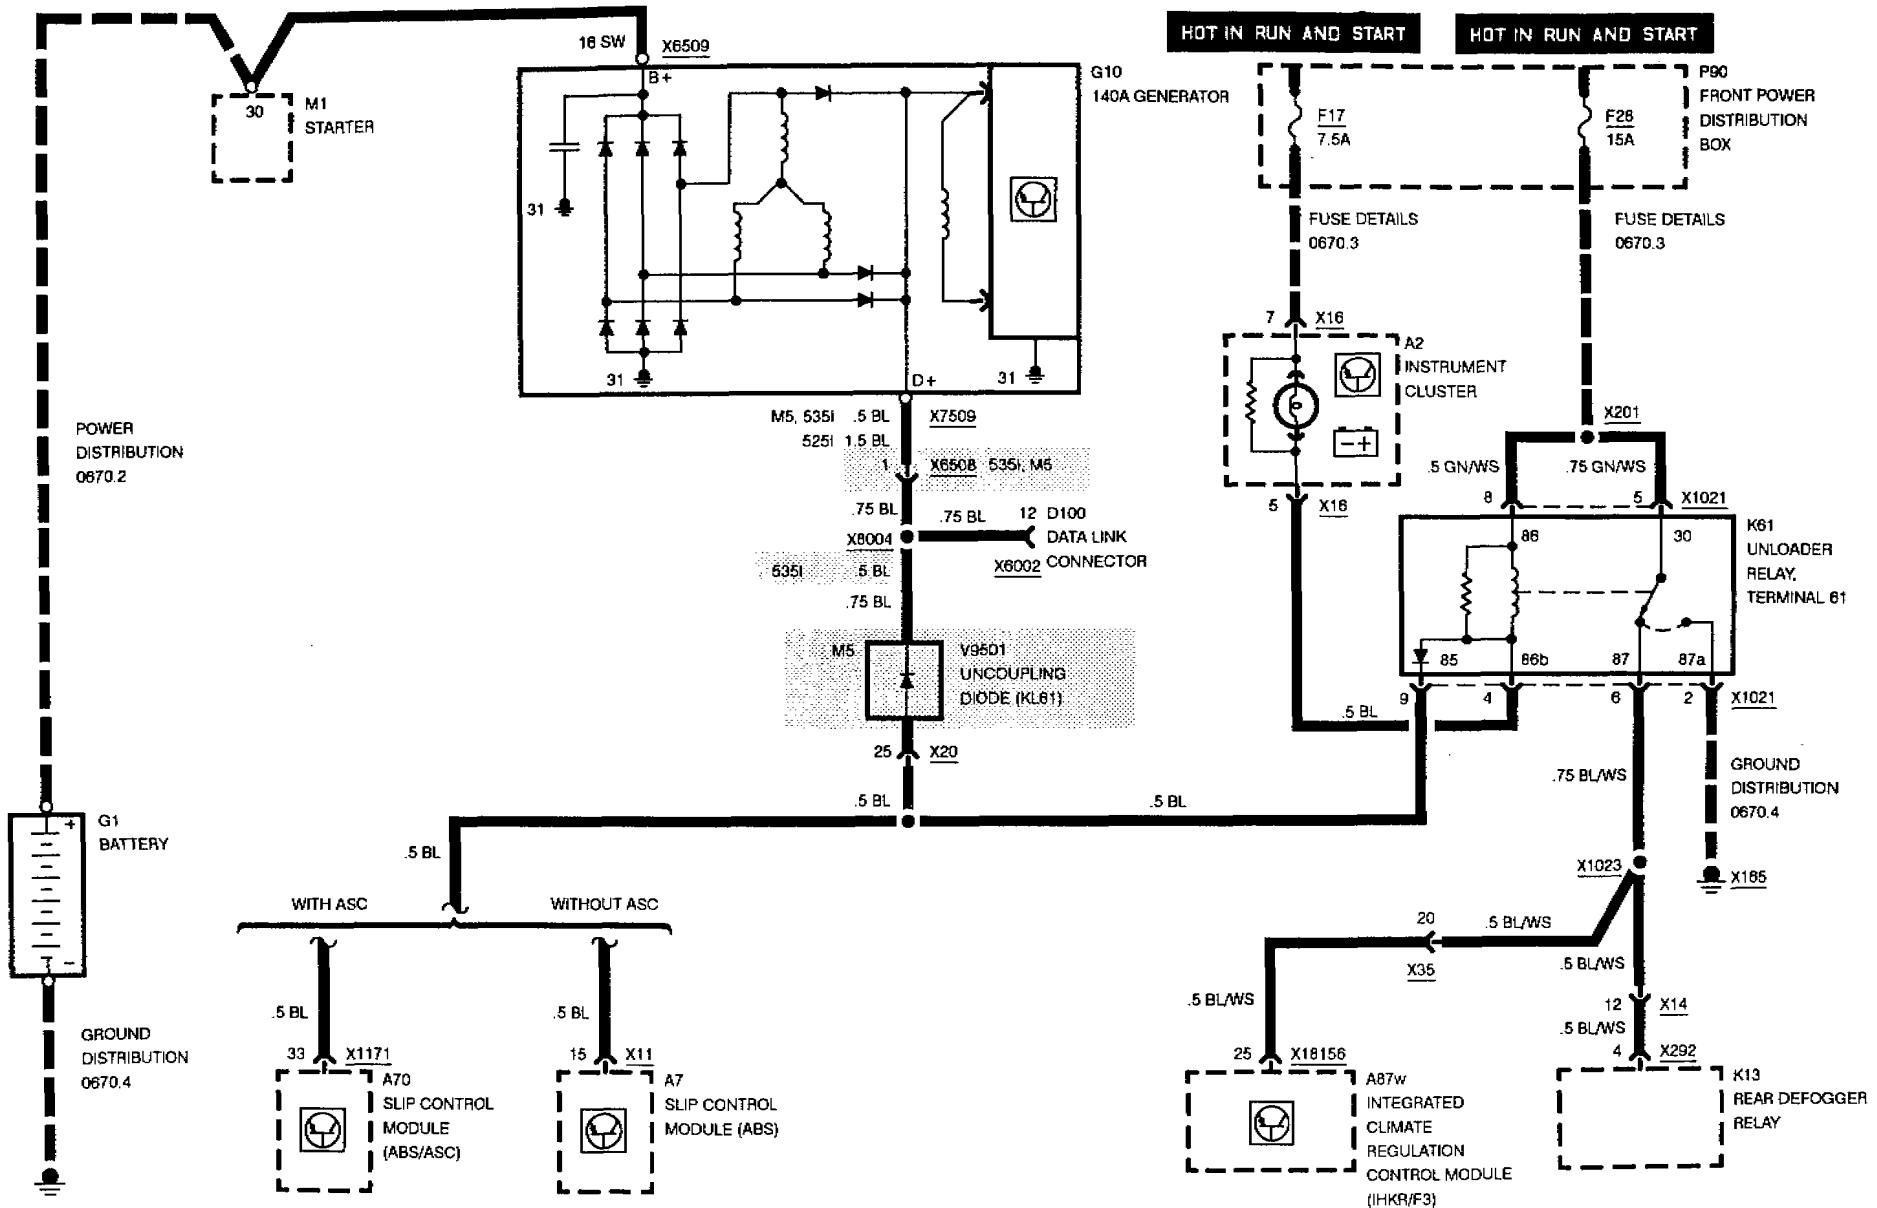 HOT IN RUN AND START
HOT IN RUN AND START
16 SW
X6509
B+
G10
140A GENERATOR
30
M1
STARTER
31
31
D+
31
F17
7.5A
F28
15A
P90
FRONT POWER
DISTRIBUTION
BOX
FUSE DETAILS
0670.3
FUSE DETAILS
0670.3
7
X16
A2
INSTRUMENT
CLUSTER
- +
5
X16
X201
.5 GN/WS
.75 GN/WS
8
5
X1021
86
30
K61
UNLOADER
RELAY,
TERMINAL 61
85
86b
87
87a
9
4
6
2
X1021
.5 BL
M5, 535I .5 BL
525I 1.5 BL
X7509
1
X6508 535I, M5
.75 BL
.75 BL
12
D100
DATA LINK
CONNECTOR
X8004
X6002
535I .5 BL
.75 BL
M5
V9501
UNCOUPLING
DIODE (KL61)
25
X20
.5 BL
.5 BL
POWER
DISTRIBUTION
0670.2
G1
BATTERY
+
-
GROUND
DISTRIBUTION
0670.4
.5 BL
WITH ASC
WITHOUT ASC
.5 BL
.5 BL
33
X1171
15
X11
A70
SLIP CONTROL
MODULE
(ABS/ASC)
A7
SLIP CONTROL
MODULE (ABS)
.75 BL/WS
GROUND
DISTRIBUTION
0670.4
X165
X1023
20
.5 BL/WS
X35
.5 BL/WS
.5 BL/WS
12
X14
.5 BL/WS
4
X292
25
X18156
A87w
INTEGRATED
CLIMATE
REGULATION
CONTROL MODULE
(IHKR/F3)
K13
REAR DEFOGGER
RELAY